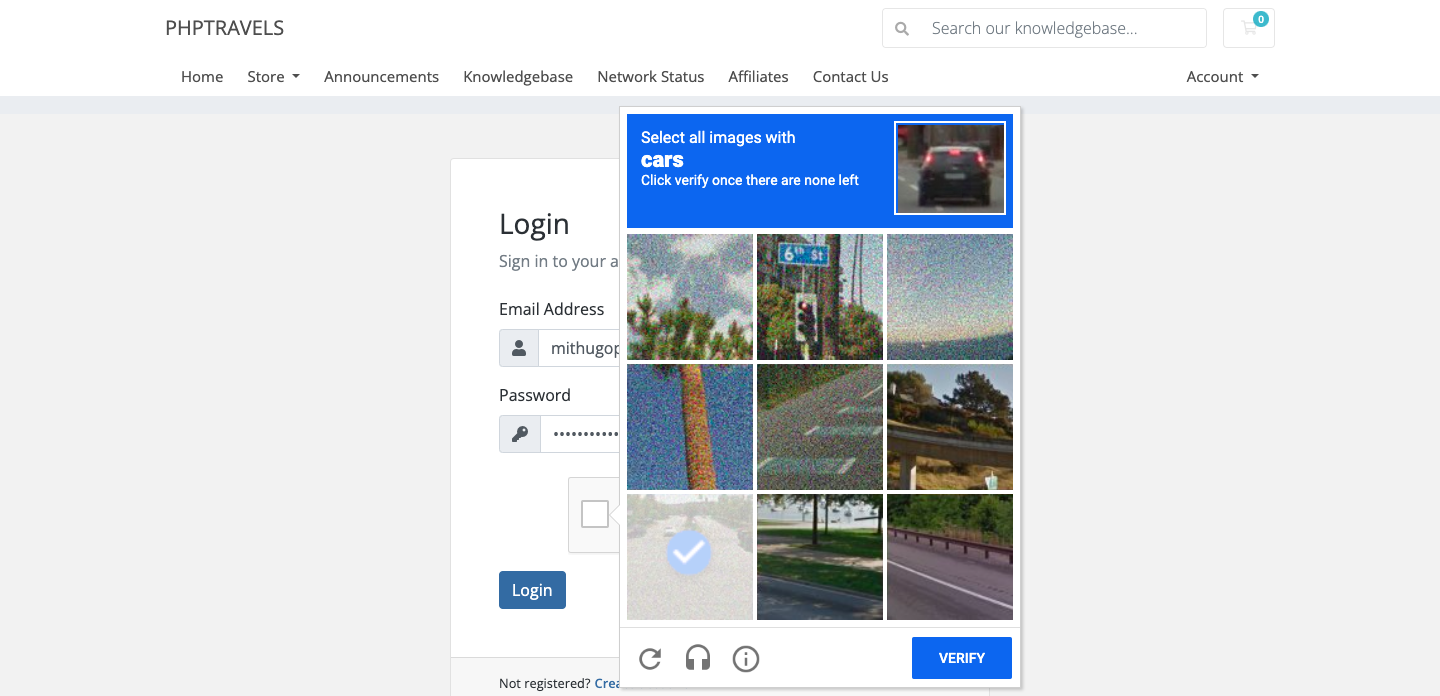 PHPTRAVELS
Search our knowledgebase...
0
Home Store Announcements Knowledgebase Network Status Affiliates Contact Us Account
Select all images with
cars
Click verify once there are none left
6th St
Login
Sign in to your a
Email Address
mithugop
Password
Login
VERIFY
Not registered? Crea